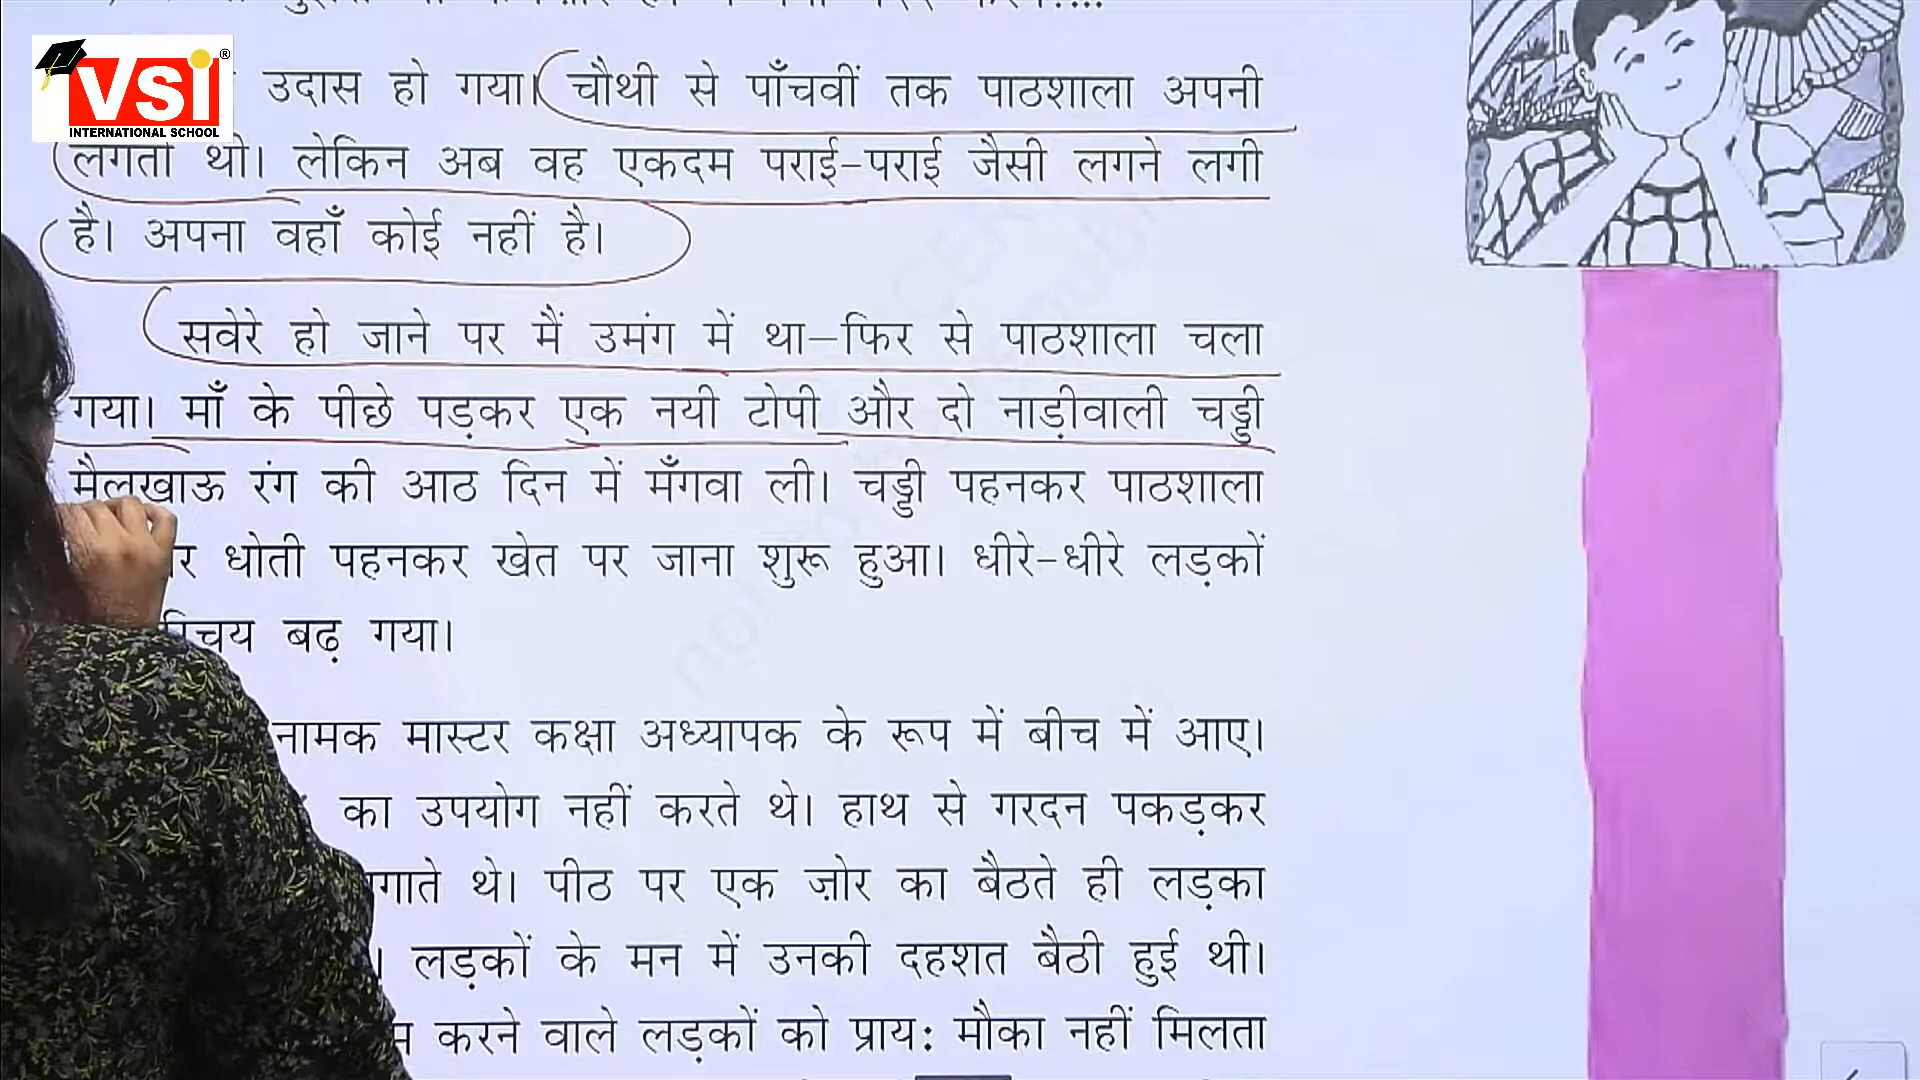 VSI
INTERNATIONAL SCHOOL
उदास हो गया। चौथी से पाँचवीं तक पाठशाला अपनी
लगती थी। लेकिन अब वह एकदम पराई-पराई जैसी लगने लगी
है। अपना वहाँ कोई नहीं है।
सवेरे हो जाने पर मैं उमंग में था—फिर से पाठशाला चला
गया। माँ के पीछे पड़कर एक नयी टोपी और दो नाड़ीवाली चड्डी
मैलखाऊ रंग की आठ दिन में मँगवा ली। चड्डी पहनकर पाठशाला
धोती पहनकर खेत पर जाना शुरू हुआ। धीरे-धीरे लड़कों
बढ़ गया।
नामक मास्टर कक्षा अध्यापक के रूप में बीच में आए।
का उपयोग नहीं करते थे। हाथ से गरदन पकड़कर
थे। पीठ पर एक ज़ोर का बैठते ही लड़का
लड़कों के मन में उनकी दहशत बैठी हुई थी।
करने वाले लड़कों को प्राय: मौका नहीं मिलता